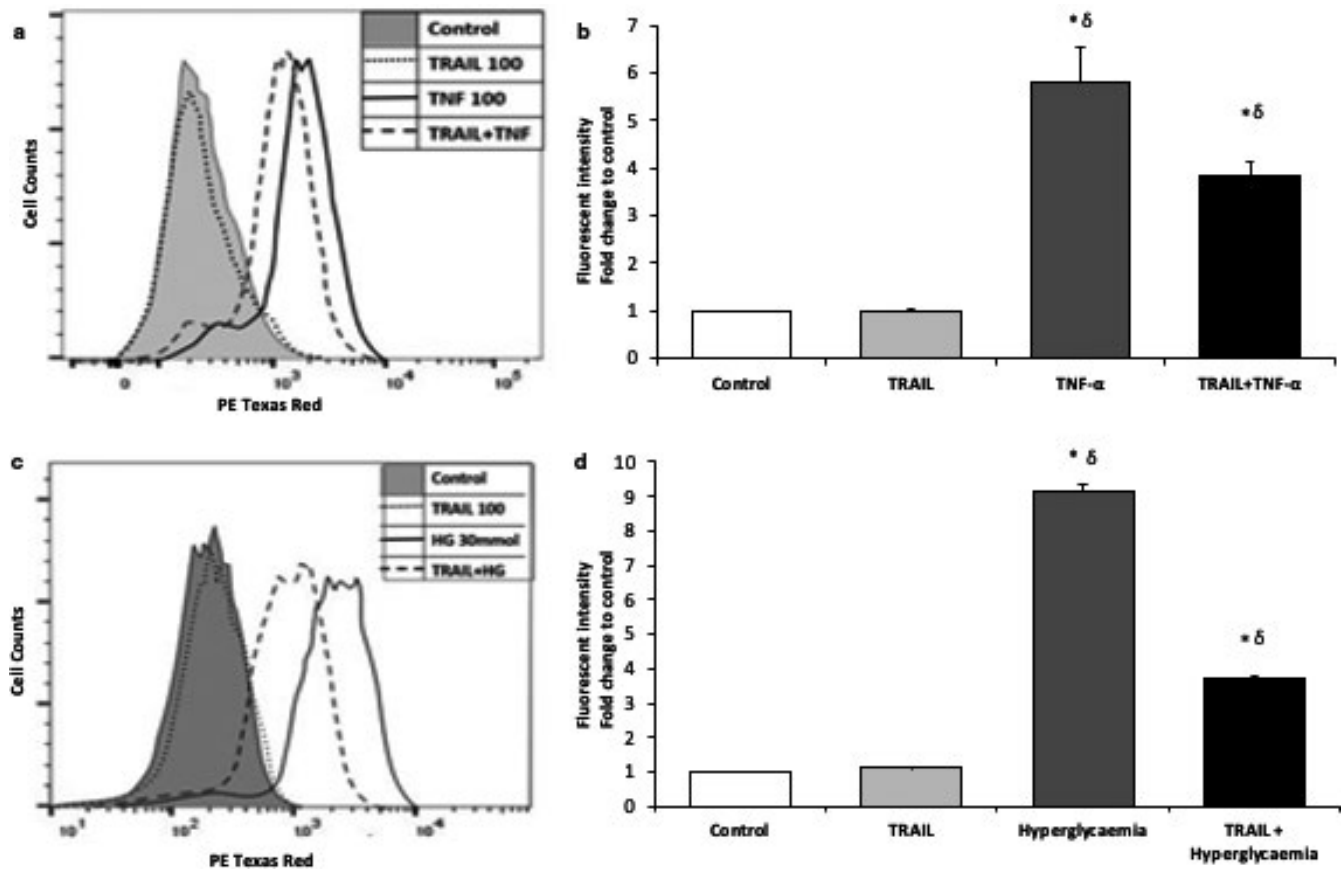 a
Control
TRAIL 100
TNF 100
TRAIL+TNF
Cell Counts
0
10³
10⁴
10⁵
PE Texas Red
b
Fluorescent intensity
Fold change to control
7
6
5
4
3
2
1
0
*δ
*δ
Control
TRAIL
TNF-α
TRAIL+TNF-α
c
Control
TRAIL 100
HG 30mmol
TRAIL+HG
Cell Counts
10¹
10²
10³
10⁴
PE Texas Red
d
Fluorescent intensity
Fold change to control
10
9
8
7
6
5
4
3
2
1
0
* δ
* δ
Control
TRAIL
Hyperglycaemia
TRAIL +
Hyperglycaemia